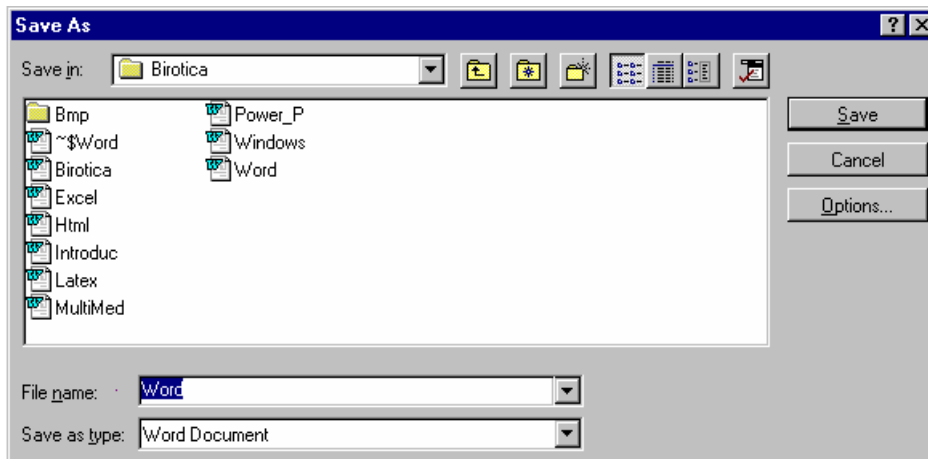 Save As
Save in: Birotica
Bmp Power_P
~$Word Windows
Birotica Word
Excel
Html
Introduc
Latex
MultiMed
Save
Cancel
Options...
File name: Word
Save as type: Word Document